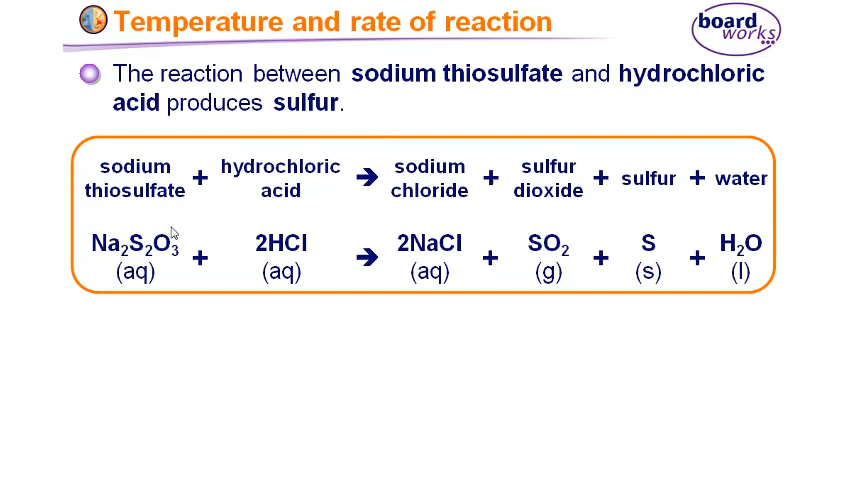 Temperature and rate of reaction
board
works
The reaction between sodium thiosulfate and hydrochloric
acid produces sulfur.
sodium thiosulfate + hydrochloric acid ➔ sodium chloride + sulfur dioxide + sulfur + water
Na₂S₂O₃ + 2HCl ➔ 2NaCl + SO₂ + S + H₂O
(aq) (aq) (aq) (g) (s) (l)